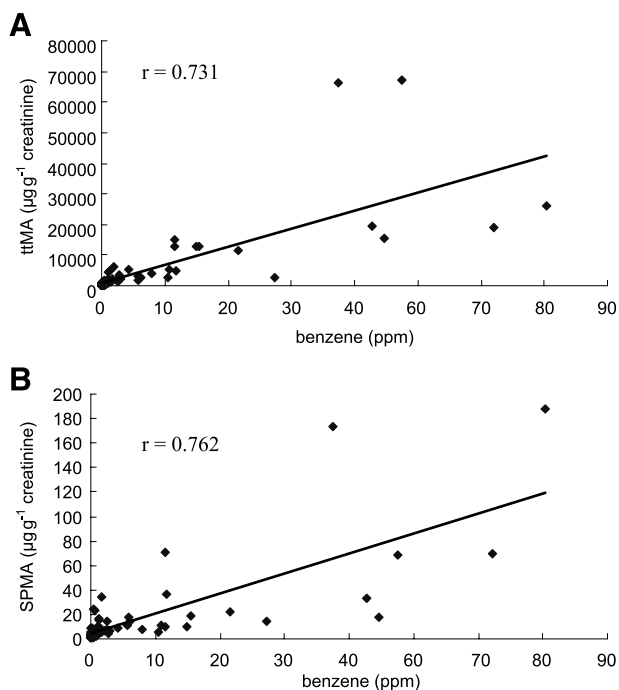 A
80000
70000
60000
50000
40000
30000
20000
10000
0
ttMA (µg g⁻¹ creatinine)
r = 0.731
0 10 20 30 40 50 60 70 80 90
benzene (ppm)
B
200
180
160
140
120
100
80
60
40
20
0
SPMA (µg g⁻¹ creatinine)
r = 0.762
0 10 20 30 40 50 60 70 80 90
benzene (ppm)